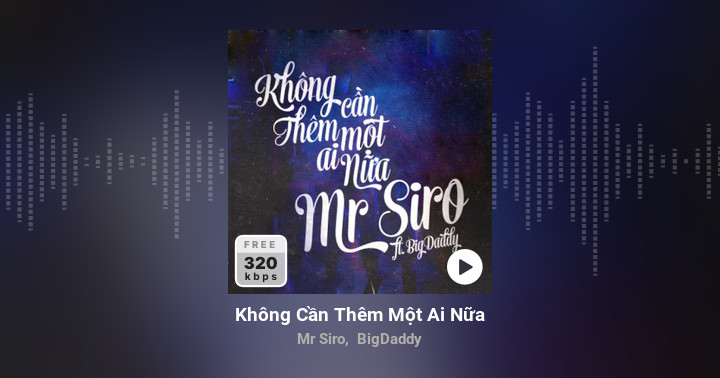 Không
cần
Thêm một
ai Nữa
Mr Siro
ft. BigDaddy
FREE
320
kbps
Không Cần Thêm Một Ai Nữa
Mr Siro, BigDaddy